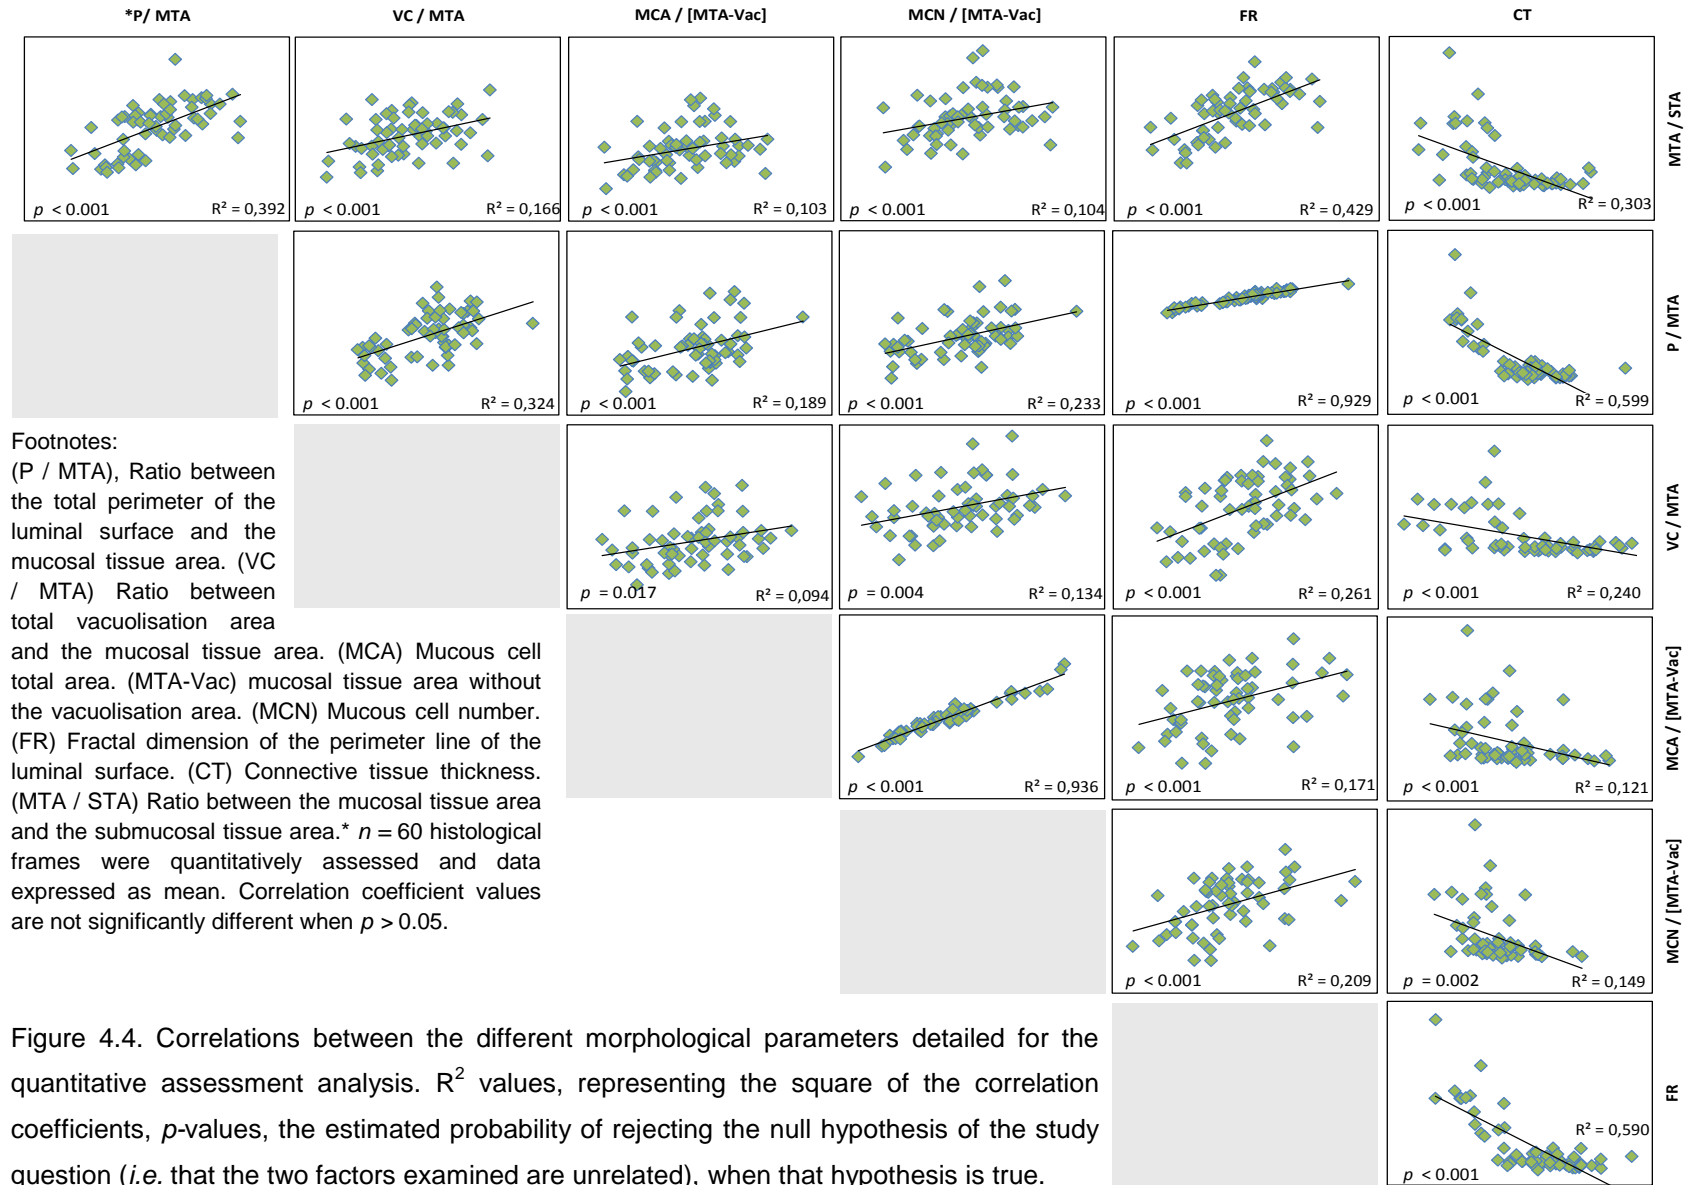 *P/ MTA
VC / MTA
MCA / [MTA-Vac]
MCN / [MTA-Vac]
FR
CT
p < 0.001 R² = 0,392
p < 0.001 R² = 0,166
p < 0.001 R² = 0,103
p < 0.001 R² = 0,104
p < 0.001 R² = 0,429
p < 0.001 R² = 0,303
MTA / STA
p < 0.001 R² = 0,324
p < 0.001 R² = 0,189
p < 0.001 R² = 0,233
p < 0.001 R² = 0,929
p < 0.001 R² = 0,599
P / MTA
p = 0.017 R² = 0,094
p = 0.004 R² = 0,134
p < 0.001 R² = 0,261
p < 0.001 R² = 0,240
VC / MTA
p < 0.001 R² = 0,936
p < 0.001 R² = 0,171
p < 0.001 R² = 0,121
MCA / [MTA-Vac]
p < 0.001 R² = 0,209
p = 0.002 R² = 0,149
MCN / [MTA-Vac]
R² = 0,590
p < 0.001
FR
Footnotes:
(P / MTA), Ratio between
the total perimeter of the
luminal surface and the
mucosal tissue area. (VC
/ MTA) Ratio between
total vacuolisation area
and the mucosal tissue area. (MCA) Mucous cell
total area. (MTA-Vac) mucosal tissue area without
the vacuolisation area. (MCN) Mucous cell number.
(FR) Fractal dimension of the perimeter line of the
luminal surface. (CT) Connective tissue thickness.
(MTA / STA) Ratio between the mucosal tissue area
and the submucosal tissue area.* n = 60 histological
frames were quantitatively assessed and data
expressed as mean. Correlation coefficient values
are not significantly different when p > 0.05.
Figure 4.4. Correlations between the different morphological parameters detailed for the
quantitative assessment analysis. R² values, representing the square of the correlation
coefficients, p-values, the estimated probability of rejecting the null hypothesis of the study
question (i.e. that the two factors examined are unrelated), when that hypothesis is true.